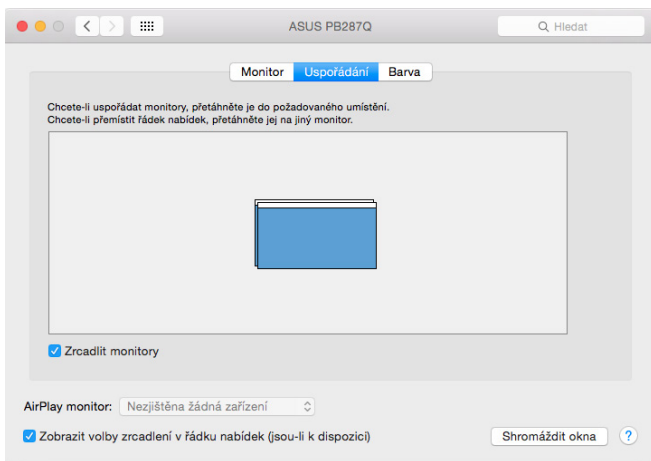 ASUS PB287Q
Hledat
Monitor Uspořádání Barva
Chcete-li uspořádat monitory, přetáhněte je do požadovaného umístění.
Chcete-li přemístit řádek nabídek, přetáhněte jej na jiný monitor.
Zrcadlit monitory
AirPlay monitor: Nezjištěna žádná zařízení
Zobrazit volby zrcadlení v řádku nabídek (jsou-li k dispozici)
Shromáždit okna ?